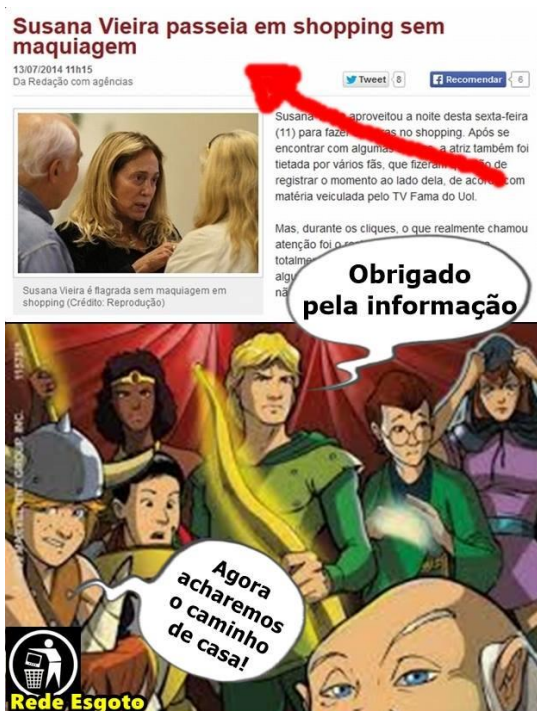 Susana Vieira passeia em shopping sem
maquiagem
13/07/2014 11h15
Da Redação com agências
Tweet 8
Recomendar 6
Susana aproveitou a noite desta sexta-feira
(11) para no shopping. Após se
encontrar com a atriz também foi
tietada por vários fãs, que de
registrar o momento ao lado dela, de com
matéria veiculada pelo TV Fama do Uol.
Mas, durante os cliques, o que realmente chamou
atenção foi o
Susana Vieira é flagrada sem maquiagem em
shopping (Crédito: Reprodução)
Obrigado
pela informação
Agora
acharemos
o caminho
de casa!
Rede Esgoto